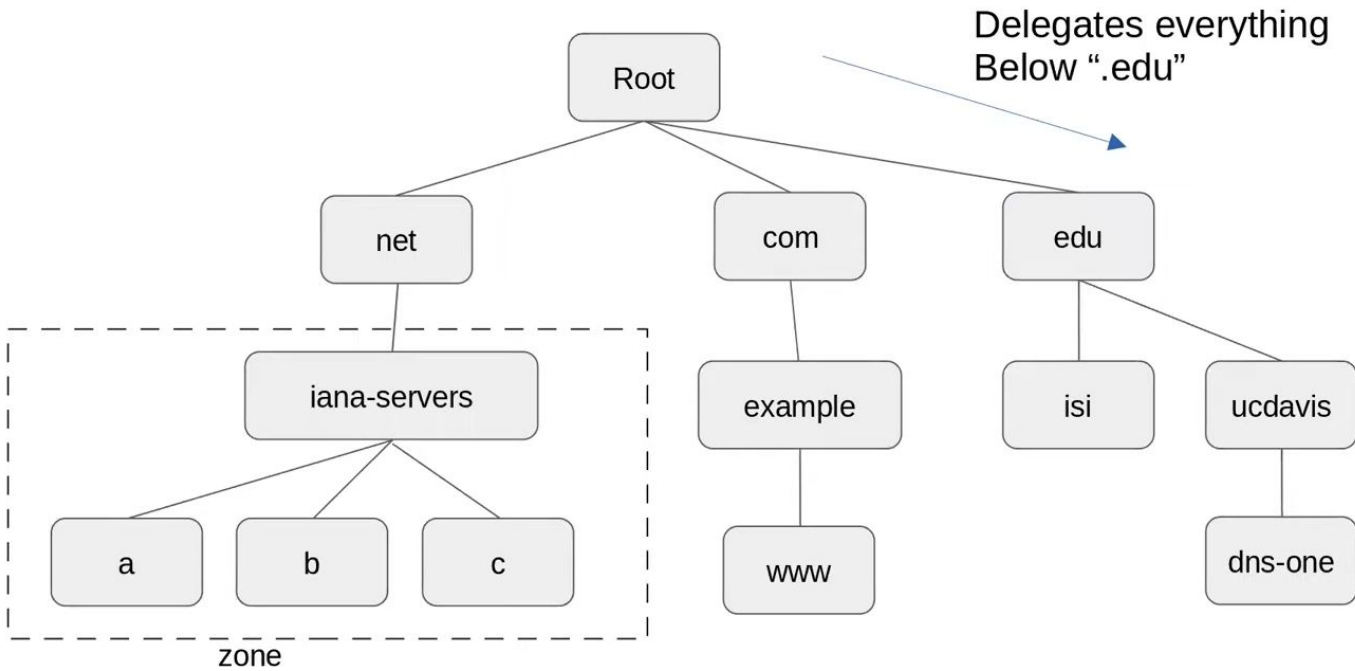 Delegates everything
Below “.edu”
Root
net
com
edu
iana-servers
example
isi
ucdavis
a
b
c
www
dns-one
zone